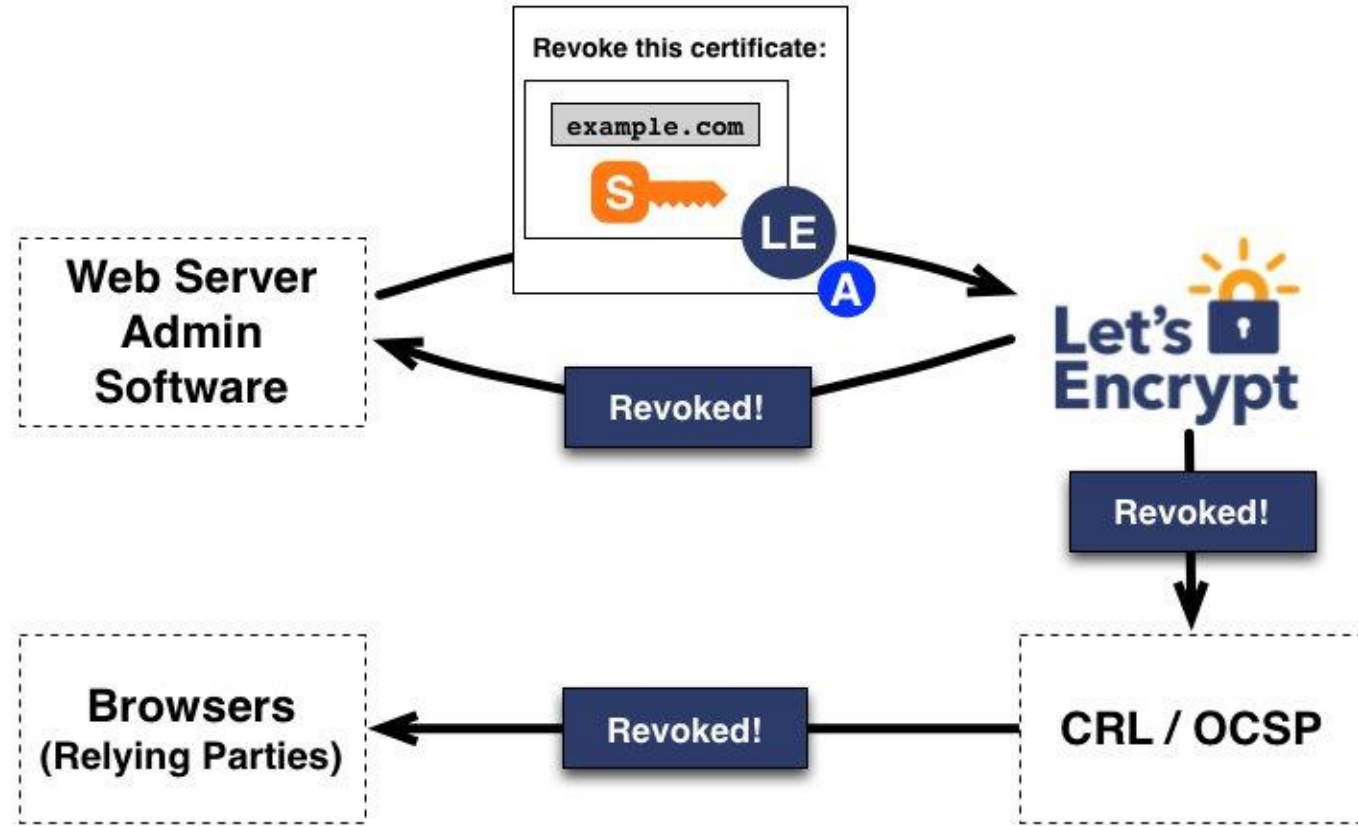 Revoke this certificate:
example.com
S
LE
A
Web Server
Admin
Software
Let's
Encrypt
Revoked!
Revoked!
Browsers
(Relying Parties)
Revoked!
CRL / OCSP